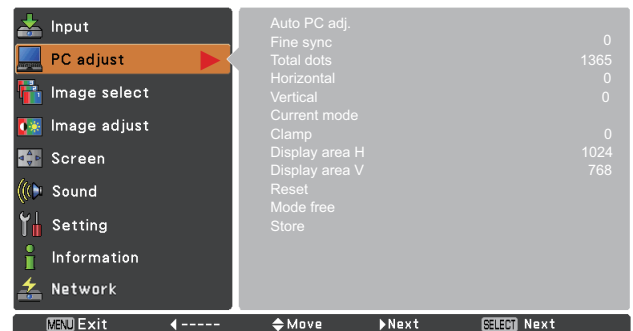 Input
PC adjust
Image select
Image adjust
Screen
Sound
Setting
Information
Network
Auto PC adj.
Fine sync 0
Total dots 1365
Horizontal 0
Vertical 0
Current mode
Clamp 0
Display area H 1024
Display area V 768
Reset
Mode free
Store
MENU Exit ----- Move Next SELECT Next